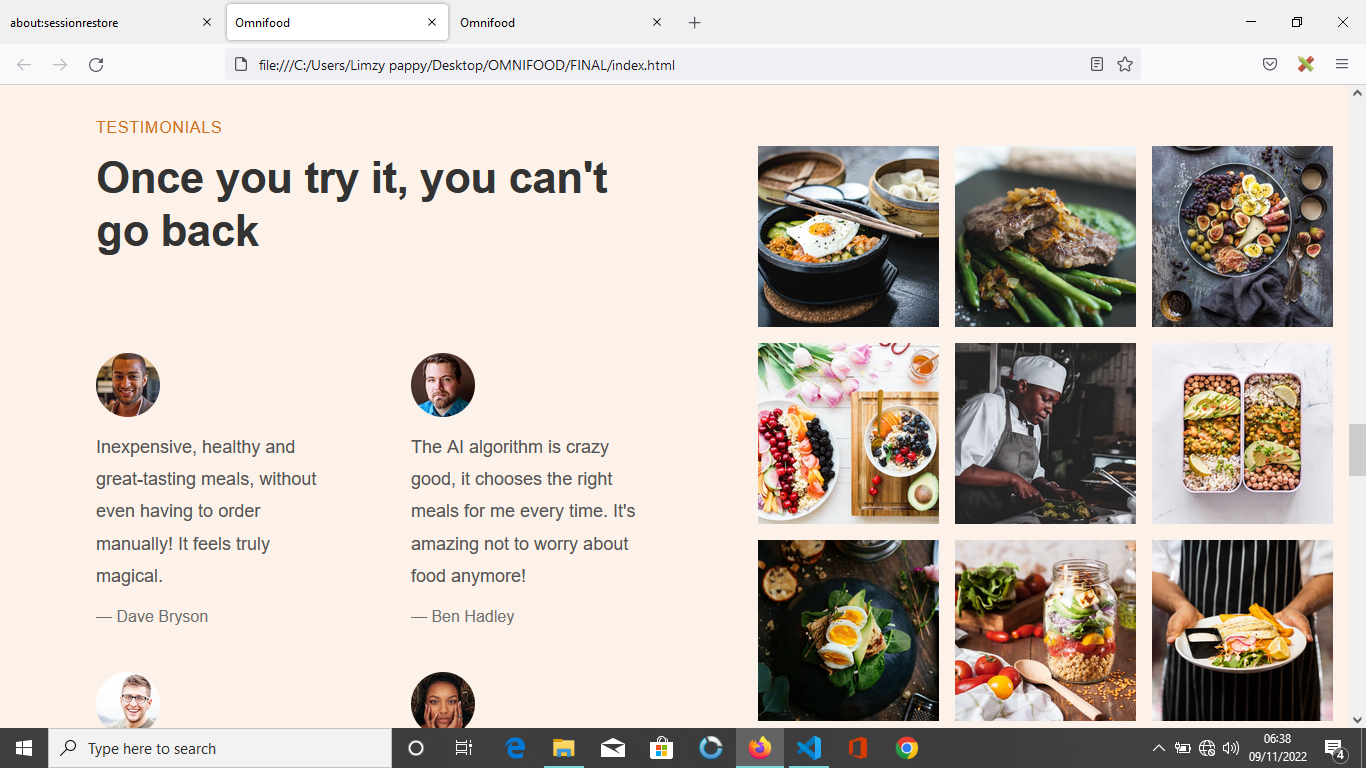 about:sessionrestore
Omnifood
Omnifood
file:///C:/Users/Limzy pappy/Desktop/OMNIFOOD/FINAL/index.html
TESTIMONIALS
Once you try it, you can't
go back
Inexpensive, healthy and
great-tasting meals, without
even having to order
manually! It feels truly
magical.
— Dave Bryson
The AI algorithm is crazy
good, it chooses the right
meals for me every time. It's
amazing not to worry about
food anymore!
— Ben Hadley
Type here to search
06:38
09/11/2022
4